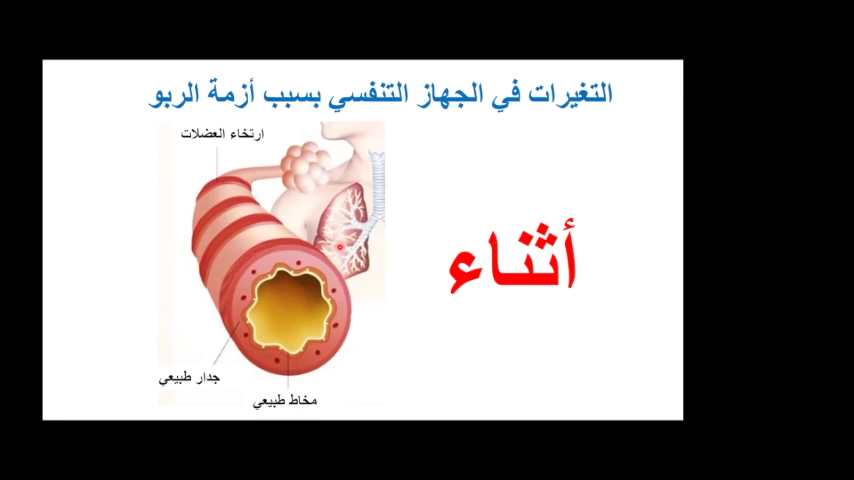 التغيرات في الجهاز التنفسي بسبب أزمة الربو
ارتخاء العضلات
أثناء
جدار طبيعي
مخاط طبيعي